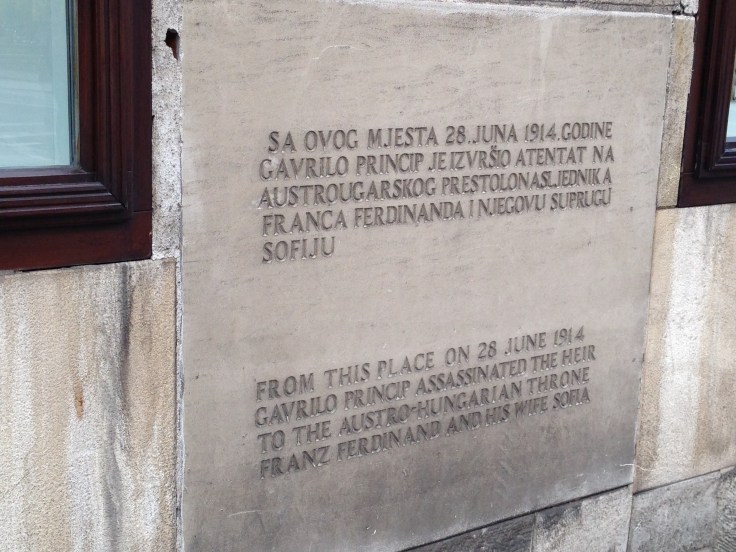 SA OVOG MJESTA 28. JUNA 1914. GODINE
GAVRILO PRINCIP JE IZVRŠIO ATENTAT NA
AUSTROUGARSKOG PRESTOLONASLJEDNIKA
FRANCA FERDINANDA I NJEGOVU SUPRUGU
SOFIJU
FROM THIS PLACE ON 28 JUNE 1914
GAVRILO PRINCIP ASSASSINATED THE HEIR
TO THE AUSTRO-HUNGARIAN THRONE
FRANZ FERDINAND AND HIS WIFE SOFIA